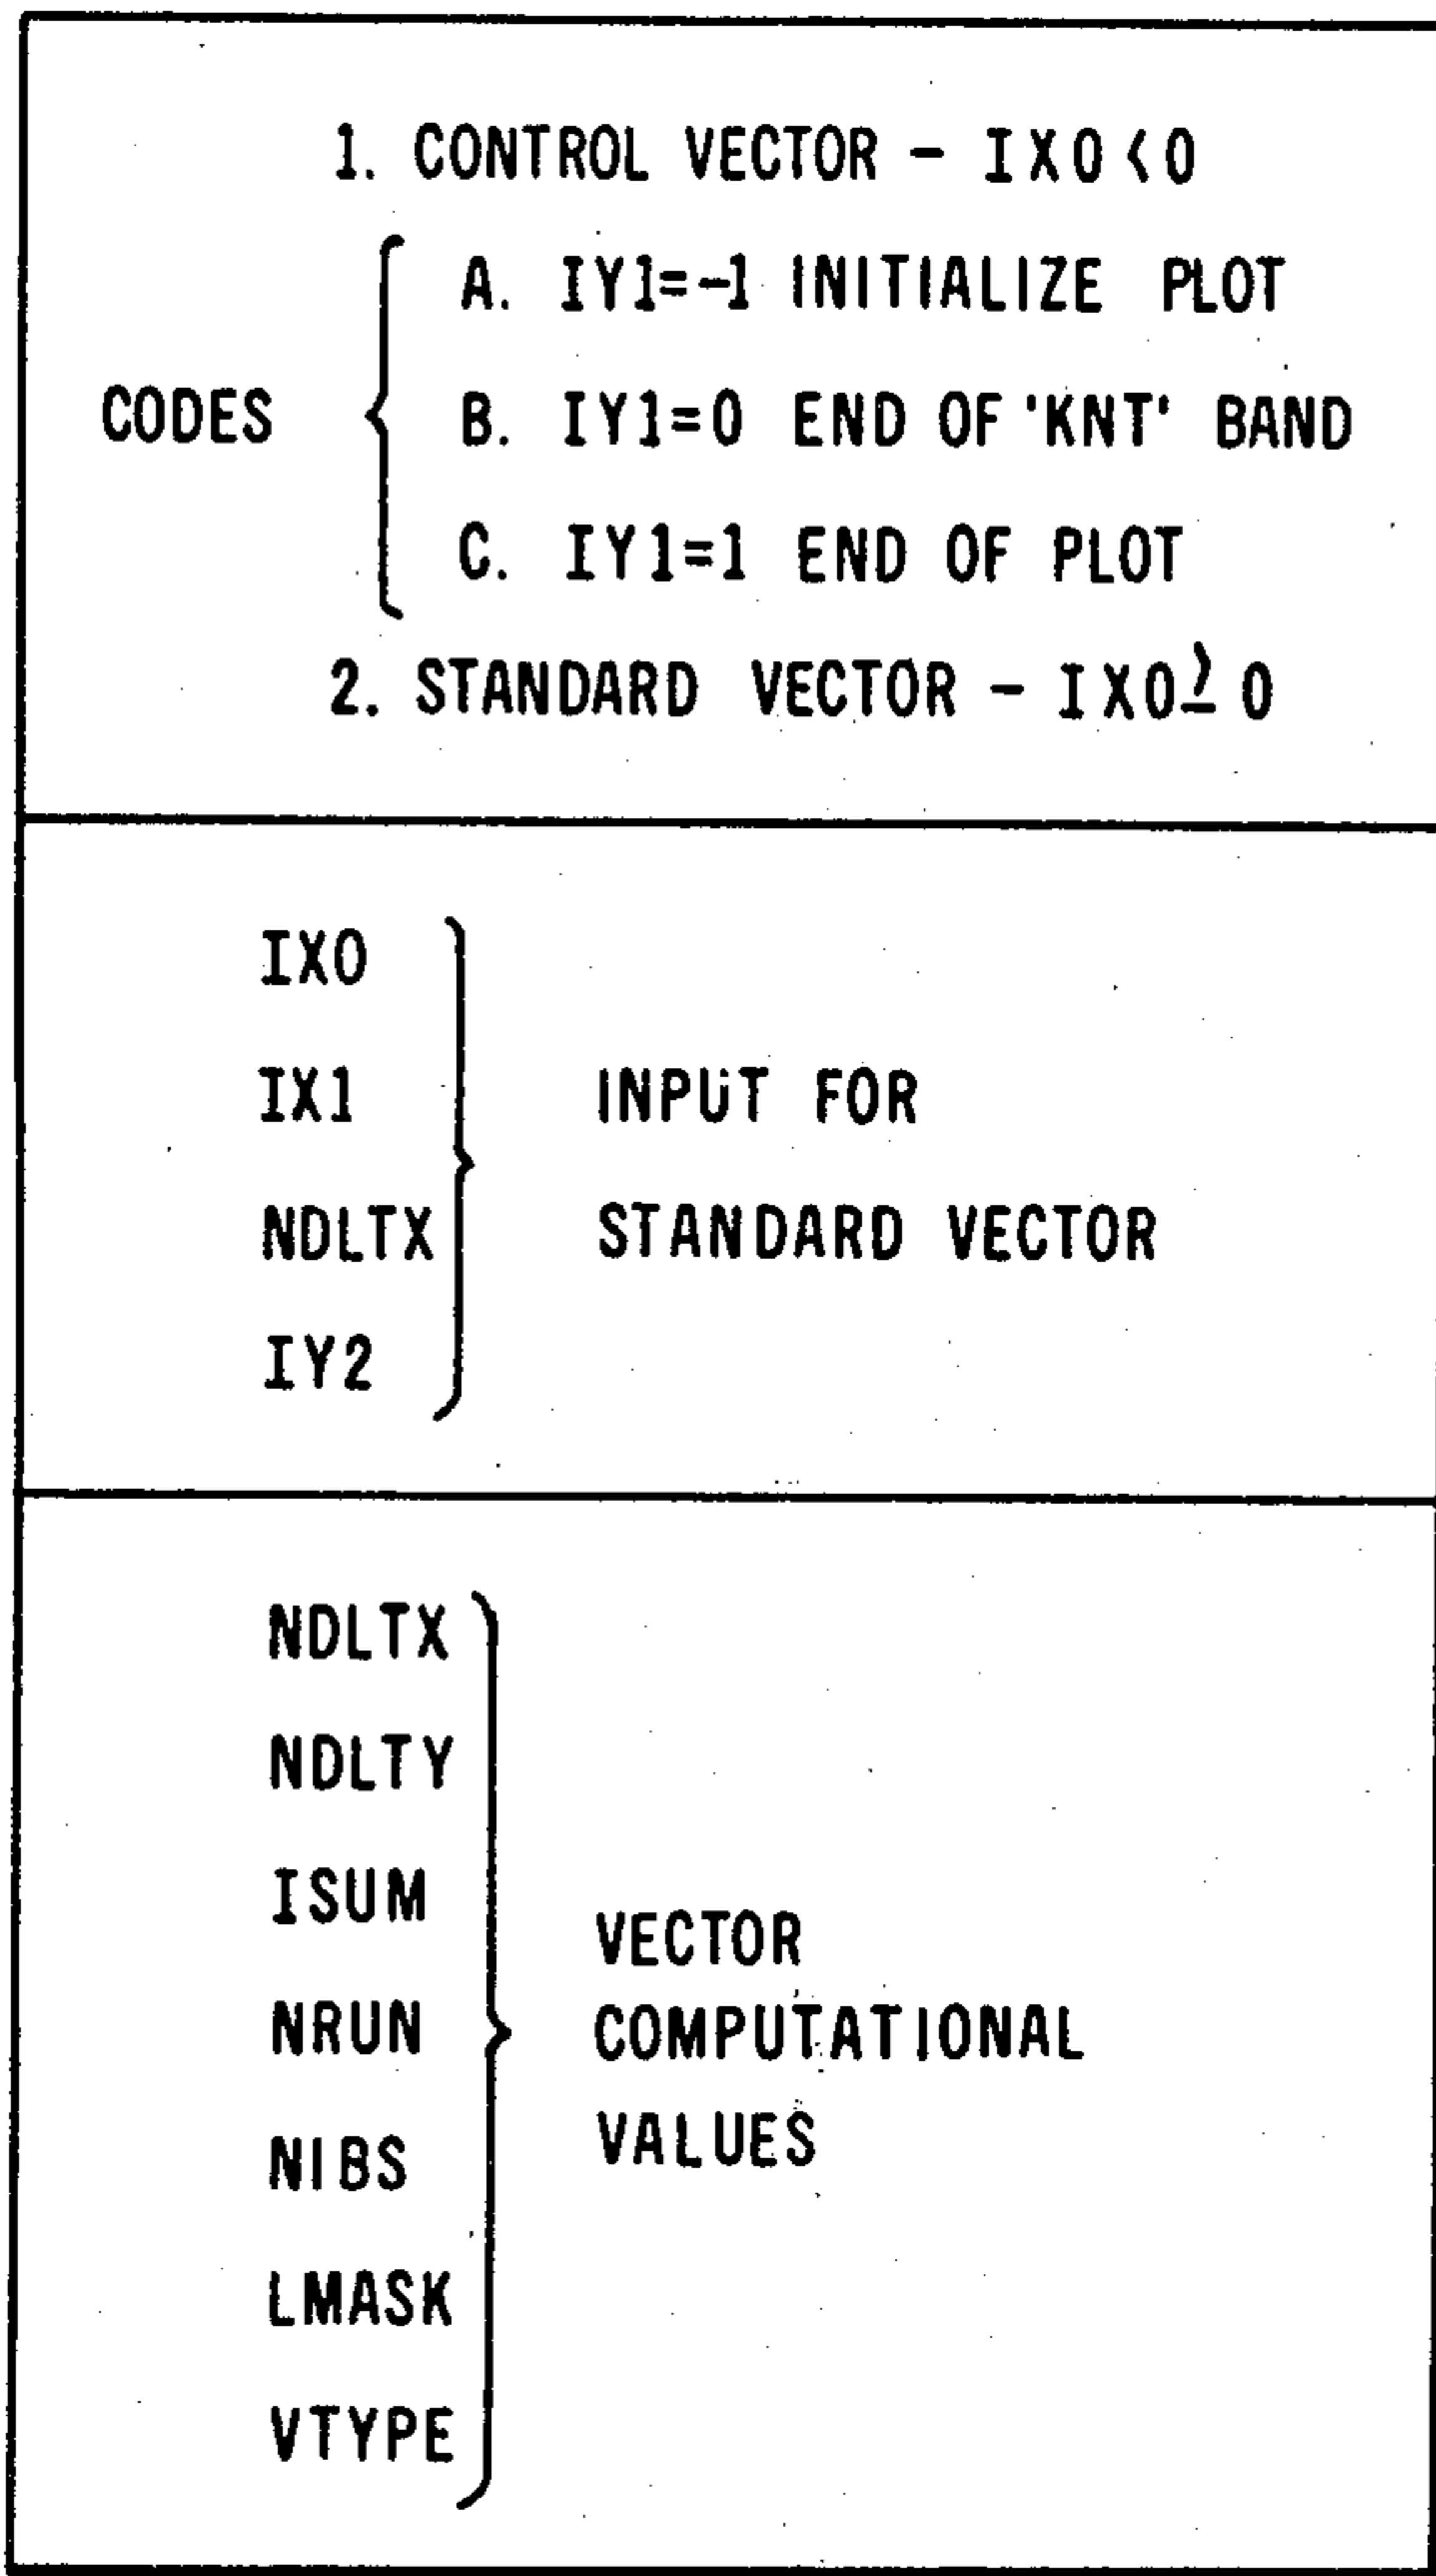 1. CONTROL VECTOR - IX0<0
A. IY1=-1 INITIALIZE PLOT
CODES
B. IY1=0 END OF 'KNT' BAND
C. IY1=1 END OF PLOT
2. STANDARD VECTOR - IX0≥0
IX0
IX1
INPUT FOR
NDLTX
STANDARD VECTOR
IY2
NDLTX
NDLTY
ISUM
VECTOR
NRUN
COMPUTATIONAL
NIBS
VALUES
LMASK
VTYPE